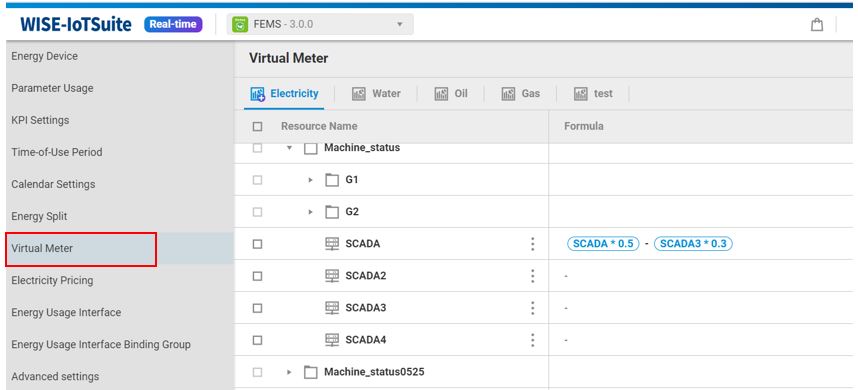 WISE-IoTSuite Real-time FEMS - 3.0.0
Energy Device
Parameter Usage
KPI Settings
Time-of-Use Period
Calendar Settings
Energy Split
Virtual Meter
Electricity Pricing
Energy Usage Interface
Energy Usage Interface Binding Group
Advanced settings
Virtual Meter
Electricity Water Oil Gas test
Resource Name Formula
Machine_status
G1
G2
SCADA SCADA * 0.5 - SCADA3 * 0.3
SCADA2 -
SCADA3 -
SCADA4 -
Machine_status0525